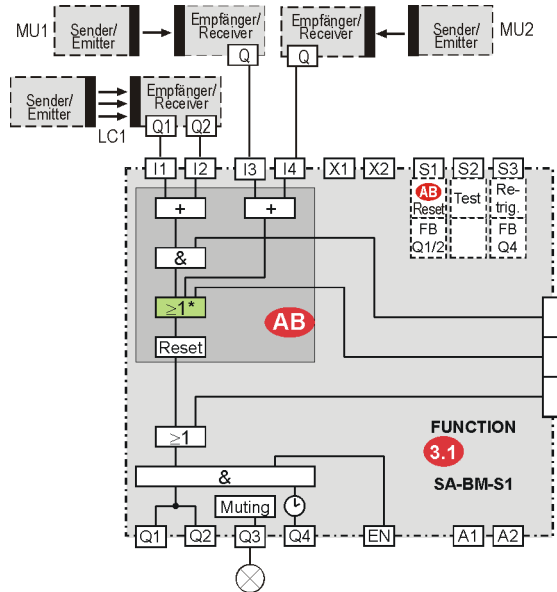 MU1
Sender/
Emitter
Empfänger/
Receiver
Q
Empfänger/
Receiver
Q
Sender/
Emitter
MU2
Sender/
Emitter
LC1
Empfänger/
Receiver
Q1
Q2
I1
I2
I3
I4
X1
X2
S1
S2
S3
AB
Reset
Test
Re-
trig.
FB
Q1/2
FB
Q4
+
+
&
≥1*
AB
Reset
≥1
FUNCTION
3.1
SA-BM-S1
&
Muting
Q1
Q2
Q3
Q4
EN
A1
A2